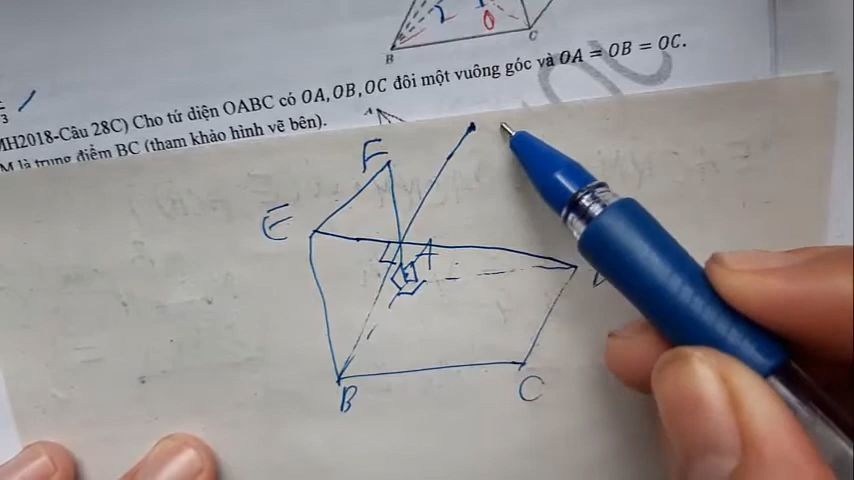 B
O
C
3
MH2018-Câu 28C) Cho tứ diện OABC có OA, OB, OC đôi một vuông góc và OA = OB = OC.
M là trung điểm BC (tham khảo hình vẽ bên).
A
F
E
A
B
C